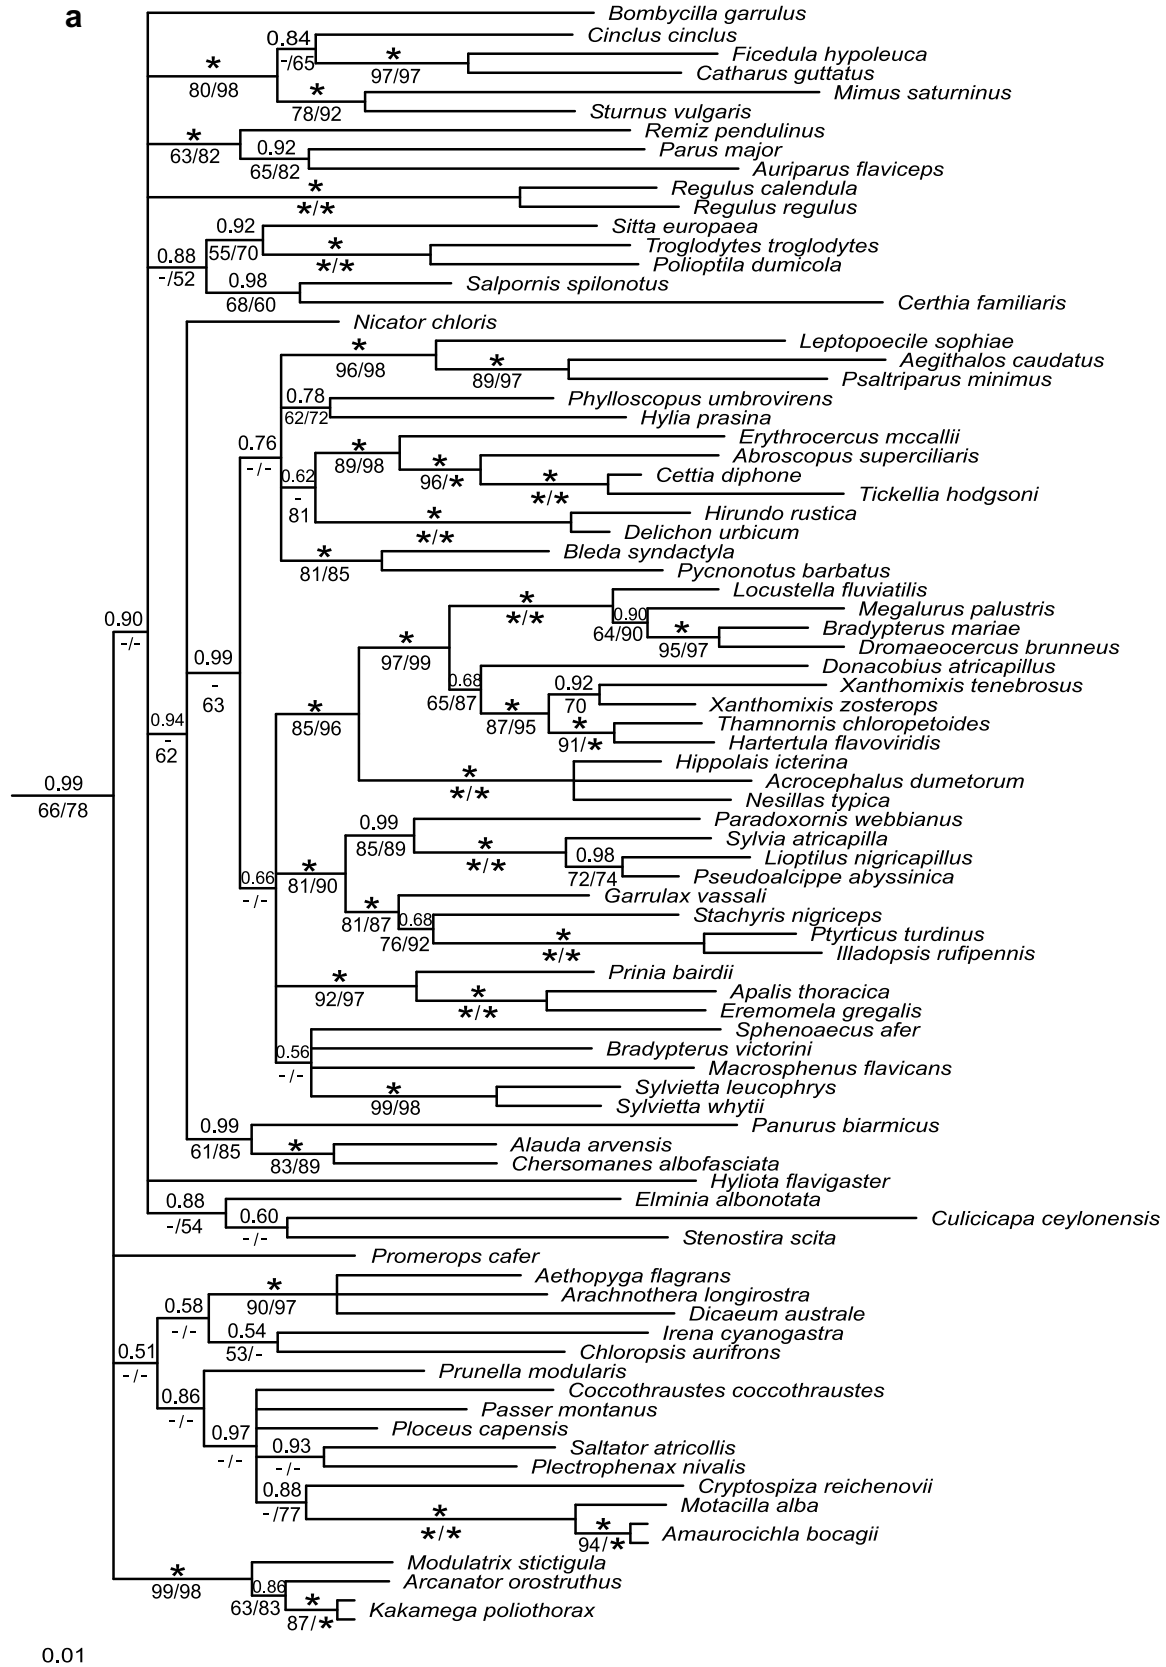 a
Bombycilla garrulus
Cinclus cinclus
0.84
-/65
Ficedula hypoleuca
*
97/97
Catharus guttatus
*
80/98
Mimus saturninus
*
78/92
Sturnus vulgaris
Remiz pendulinus
*
63/82
Parus major
0.92
65/82
Auriparus flaviceps
Regulus calendula
*
*/*
Regulus regulus
Sitta europaea
0.92
55/70
Troglodytes troglodytes
*
*/*
Polioptila dumicola
0.88
-/52
Salpornis spilonotus
0.98
68/60
Certhia familiaris
Nicator chloris
Leptopoecile sophiae
*
96/98
Aegithalos caudatus
*
89/97
Psaltriparus minimus
Phylloscopus umbrovirens
0.78
62/72
Hylia prasina
Erythrocercus mccallii
0.76
-/-
*
89/98
Abroscopus superciliaris
*
96/*
Cettia diphone
*
*/*
Tickellia hodgsoni
0.62
-
81
Hirundo rustica
*
*/*
Delichon urbicum
Bleda syndactyla
*
81/85
Pycnonotus barbatus
Locustella fluviatilis
*
*/*
Megalurus palustris
0.90
64/90
Bradypterus mariae
*
95/97
Dromaeocercus brunneus
0.90
-/-
*
97/99
Donacobius atricapillus
0.99
-
63
0.68
65/87
Xanthomixis tenebrosus
0.92
70
Xanthomixis zosterops
*
87/95
Thamnornis chloropetoides
*
91/*
Hartertula flavoviridis
*
85/96
0.94
-
62
Hippolais icterina
Acrocephalus dumetorum
*
*/*
Nesillas typica
0.99
66/78
Paradoxornis webbianus
0.99
85/89
Sylvia atricapilla
*
*/*
Lioptilus nigricapillus
0.98
72/74
Pseudoalcippe abyssinica
0.66
-/-
*
81/90
Garrulax vassali
*
81/87
Stachyris nigriceps
0.68
76/92
Ptyrticus turdinus
*
*/*
Illadopsis rufipennis
Prinia bairdii
*
92/97
Apalis thoracica
*
*/*
Eremomela gregalis
Sphenoaecus afer
Bradypterus victorini
0.56
-/-
Macrosphenus flavicans
Sylvietta leucophrys
*
99/98
Sylvietta whytii
Panurus biarmicus
0.99
61/85
Alauda arvensis
*
83/89
Chersomanes albofasciata
Hyliota flavigaster
Elminia albonotata
0.88
-/54
Culicicapa ceylonensis
0.60
-/-
Stenostira scita
Promerops cafer
Aethopyga flagrans
*
90/97
Arachnothera longirostra
Dicaeum australe
0.58
-/-
Irena cyanogastra
0.54
53/-
Chloropsis aurifrons
0.51
-/-
Prunella modularis
0.86
-/-
Coccothraustes coccothraustes
Passer montanus
Ploceus capensis
0.97
-/-
Saltator atricollis
0.93
-/-
Plectrophenax nivalis
Cryptospiza reichenovii
0.88
-/77
Motacilla alba
*
*/*
Amaurocichla bocagii
*
94/*
Modulatrix stictigula
*
99/98
Arcanator orostruthus
0.86
63/83
Kakamega poliothorax
*
87/*
0.01